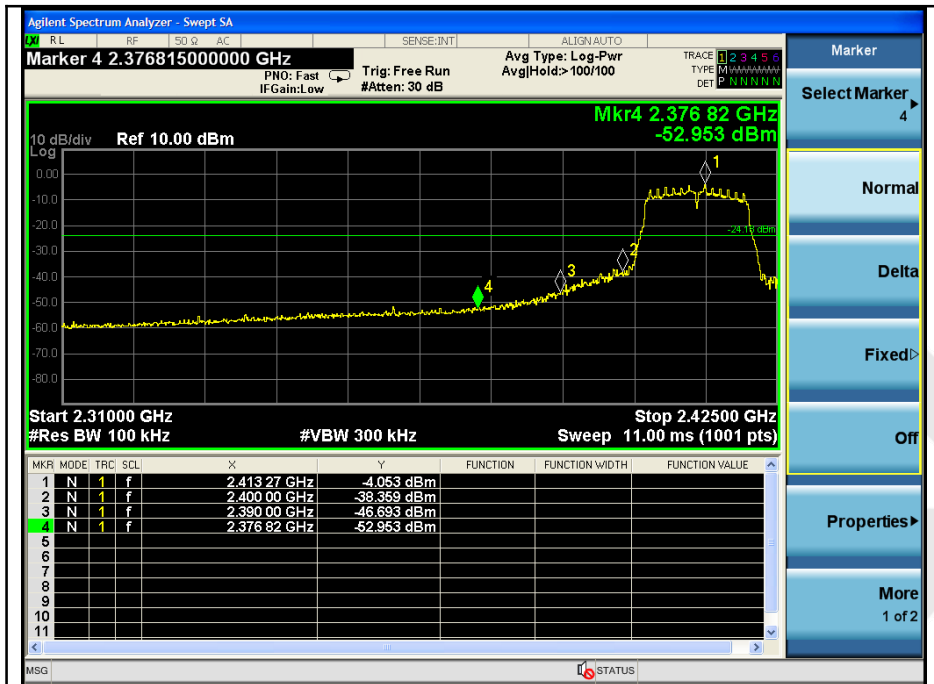 Agilent Spectrum Analyzer - Swept SA
LXI RL RF 50 Ω AC SENSE:INT ALIGNAUTO
Marker 4 2.376815000000 GHz
PNO: Fast
IFGain:Low
Trig: Free Run
#Atten: 30 dB
Avg Type: Log-Pwr
Avg|Hold:>100/100
TRACE 1 2 3 4 5 6
TYPE MWWWWW
DET P N N N N N
Mkr4 2.376 82 GHz
-52.953 dBm
10 dB/div Ref 10.00 dBm
Log
0.00
-10.0
-20.0
-30.0
-40.0
-50.0
-60.0
-70.0
-80.0
1
-24.18 dBm
2
3
4
Start 2.31000 GHz Stop 2.42500 GHz
#Res BW 100 kHz #VBW 300 kHz Sweep 11.00 ms (1001 pts)
MKR MODE TRC SCL X Y FUNCTION FUNCTION WIDTH FUNCTION VALUE
1 N 1 f 2.413 27 GHz -4.053 dBm
2 N 1 f 2.400 00 GHz -38.359 dBm
3 N 1 f 2.390 00 GHz -46.693 dBm
4 N 1 f 2.376 82 GHz -52.953 dBm
5
6
7
8
9
10
11
MSG STATUS
Marker
Select Marker
4
Normal
Delta
Fixed
Off
Properties
More
1 of 2